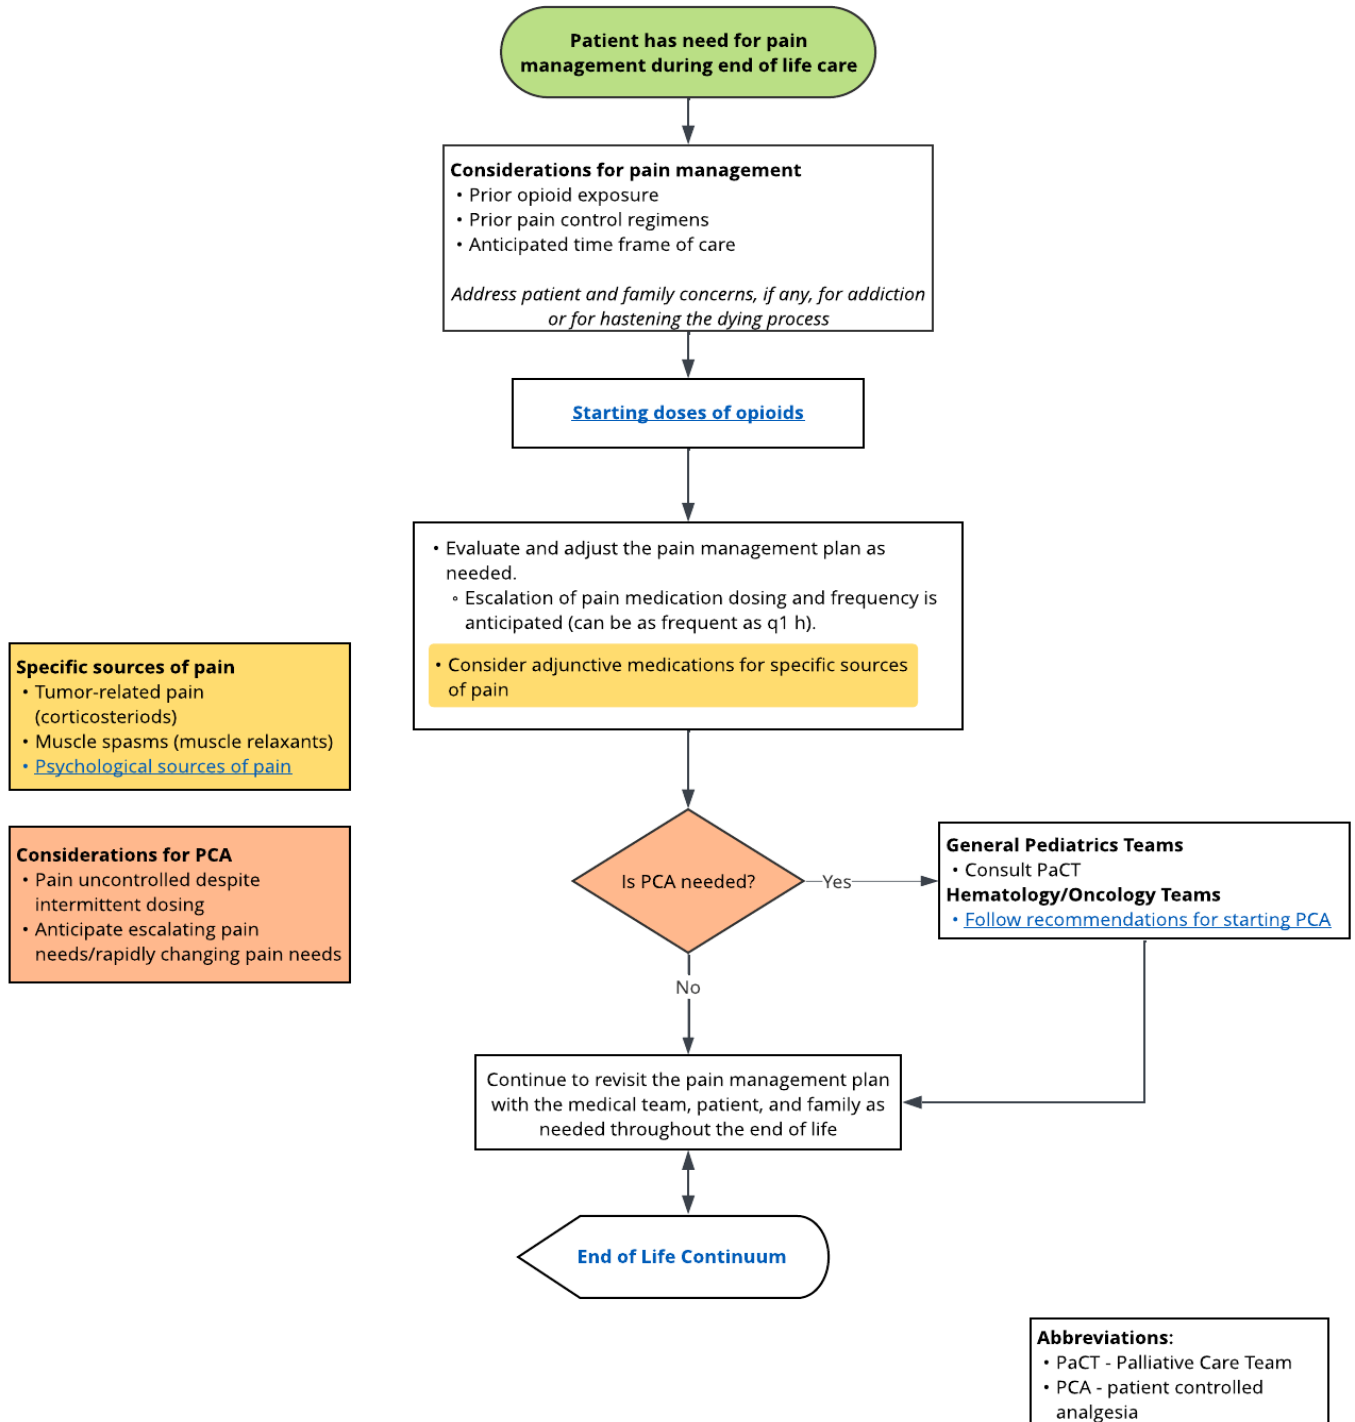 Patient has need for pain
management during end of life care
Considerations for pain management
• Prior opioid exposure
• Prior pain control regimens
• Anticipated time frame of care
Address patient and family concerns, if any, for addiction
or for hastening the dying process
Starting doses of opioids
• Evaluate and adjust the pain management plan as
needed.
◦ Escalation of pain medication dosing and frequency is
anticipated (can be as frequent as q1 h).
• Consider adjunctive medications for specific sources
of pain
Specific sources of pain
• Tumor-related pain
(corticosteriods)
• Muscle spasms (muscle relaxants)
• Psychological sources of pain
Considerations for PCA
• Pain uncontrolled despite
intermittent dosing
• Anticipate escalating pain
needs/rapidly changing pain needs
Is PCA needed?
Yes
General Pediatrics Teams
• Consult PaCT
Hematology/Oncology Teams
• Follow recommendations for starting PCA
No
Continue to revisit the pain management plan
with the medical team, patient, and family as
needed throughout the end of life
End of Life Continuum
Abbreviations:
• PaCT - Palliative Care Team
• PCA - patient controlled
analgesia